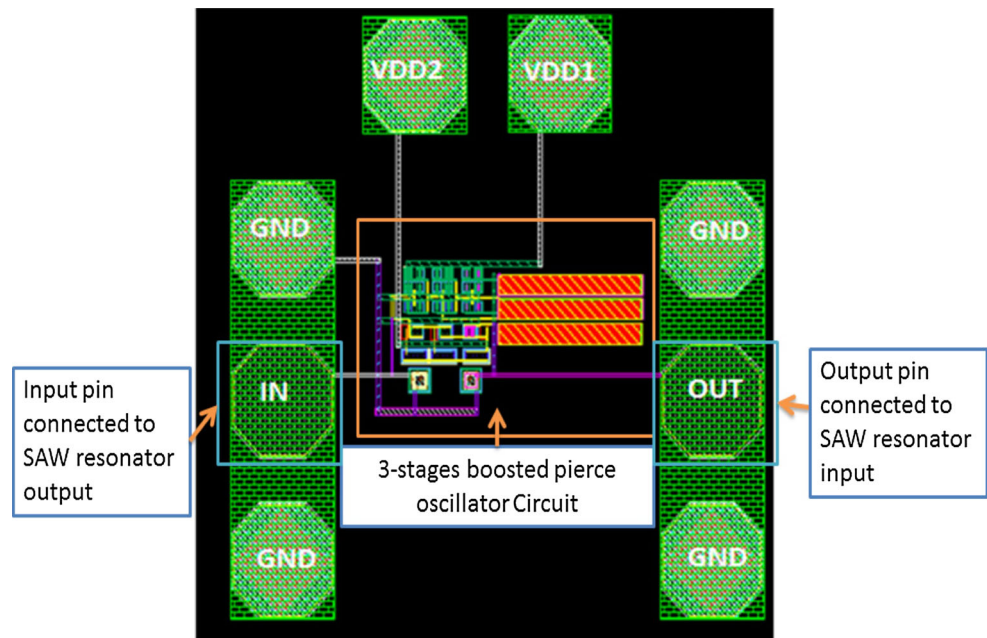 VDD2
VDD1
GND
GND
Input pin
connected to
SAW resonator
output
IN
OUT
Output pin
connected to
SAW resonator
input
3-stages boosted pierce
oscillator Circuit
GND
GND